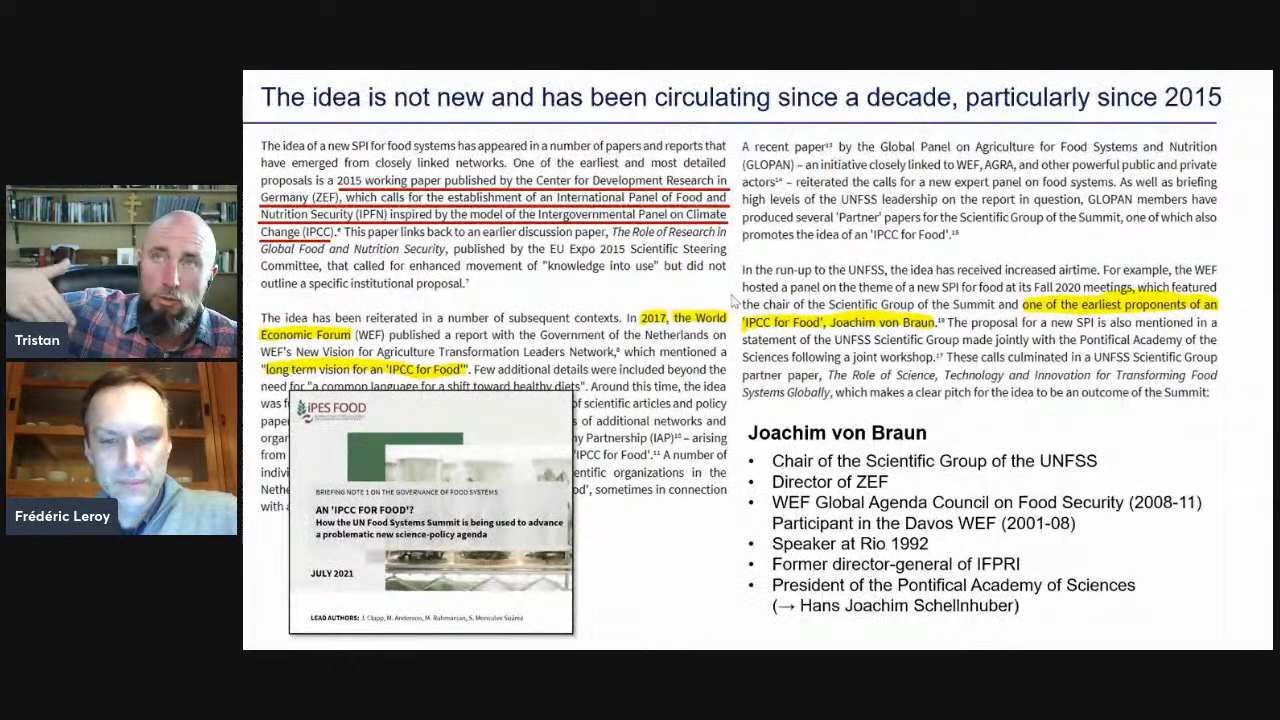 The idea is not new and has been circulating since a decade, particularly since 2015
The idea of a new SPI for food systems has appeared in a number of papers and reports that
have emerged from closely linked networks. One of the earliest and most detailed
proposals is a 2015 working paper published by the Center for Development Research in
Germany (ZEF), which calls for the establishment of an International Panel of Food and
Nutrition Security (IPFN) inspired by the model of the Intergovernmental Panel on Climate
Change (IPCC).⁶ This paper links back to an earlier discussion paper, The Role of Research in
Global Food and Nutrition Security, published by the EU Expo 2015 Scientific Steering
Committee, that called for enhanced movement of "knowledge into use" but did not
outline a specific institutional proposal.⁷
The idea has been reiterated in a number of subsequent contexts. In 2017, the World
Economic Forum (WEF) published a report with the Government of the Netherlands on
WEF's New Vision for Agriculture Transformation Leaders Network,⁸ which mentioned a
"long term vision for an 'IPCC for Food'". Few additional details were included beyond the
need for "a common language for a shift toward healthy diets". Around this time, the idea
was f of scientific articles and policy
pape s of additional networks and
orga y Partnership (IAP)¹⁰ – arising
from 'IPCC for Food'.¹¹ A number of
indivi entific organizations in the
Nethe od', sometimes in connection
with a
iPES FOOD
BRIEFING NOTE 1 ON THE GOVERNANCE OF FOOD SYSTEMS
AN 'IPCC FOR FOOD'?
How the UN Food Systems Summit is being used to advance
a problematic new science-policy agenda
JULY 2021
LEAD AUTHORS: J. Clapp, M. Anderson, M. Rahmanian, S. Monsalve Suárez
A recent paper¹³ by the Global Panel on Agriculture for Food Systems and Nutrition
(GLOPAN) – an initiative closely linked to WEF, AGRA, and other powerful public and private
actors¹⁴ – reiterated the calls for a new expert panel on food systems. As well as briefing
high levels of the UNFSS leadership on the report in question, GLOPAN members have
produced several 'Partner' papers for the Scientific Group of the Summit, one of which also
promotes the idea of an 'IPCC for Food'.¹⁵
In the run-up to the UNFSS, the idea has received increased airtime. For example, the WEF
hosted a panel on the theme of a new SPI for food at its Fall 2020 meetings, which featured
the chair of the Scientific Group of the Summit and one of the earliest proponents of an
'IPCC for Food', Joachim von Braun.¹⁶ The proposal for a new SPI is also mentioned in a
statement of the UNFSS Scientific Group made jointly with the Pontifical Academy of the
Sciences following a joint workshop.¹⁷ These calls culminated in a UNFSS Scientific Group
partner paper, The Role of Science, Technology and Innovation for Transforming Food
Systems Globally, which makes a clear pitch for the idea to be an outcome of the Summit:
Joachim von Braun
• Chair of the Scientific Group of the UNFSS
• Director of ZEF
• WEF Global Agenda Council on Food Security (2008-11)
Participant in the Davos WEF (2001-08)
• Speaker at Rio 1992
• Former director-general of IFPRI
• President of the Pontifical Academy of Sciences
(→ Hans Joachim Schellnhuber)
Tristan
Frédéric Leroy